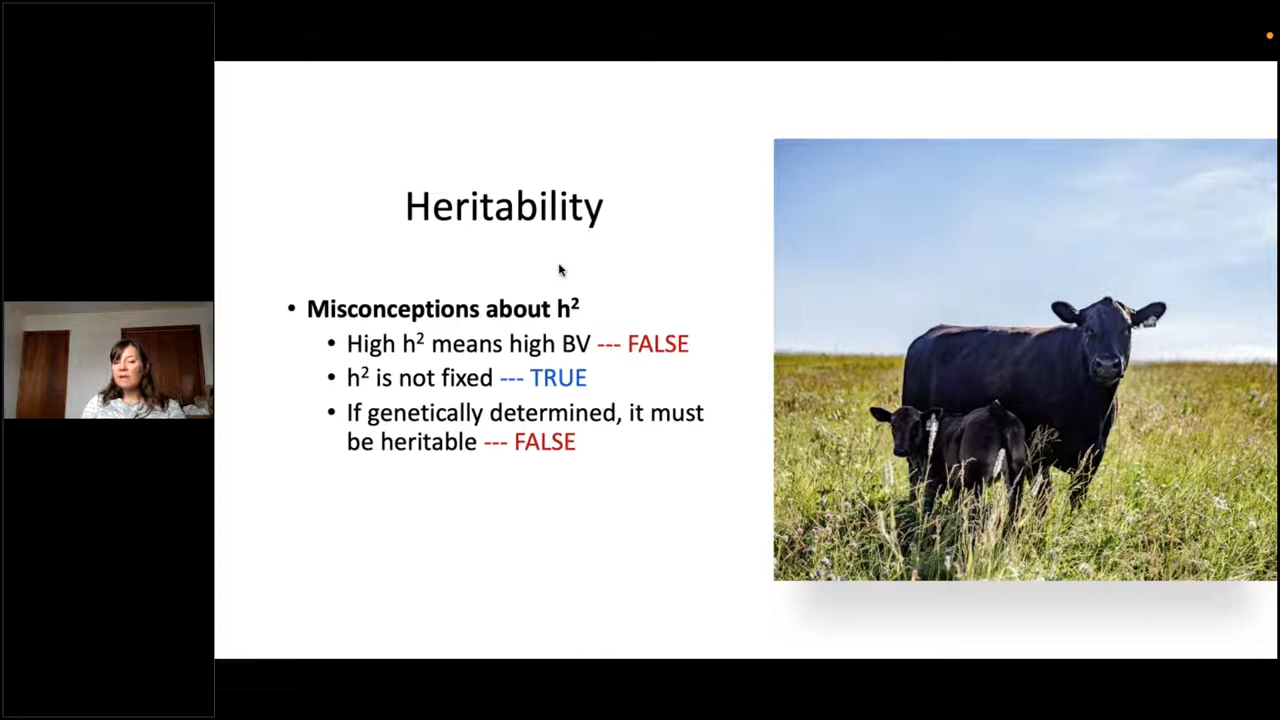 Heritability
• Misconceptions about h²
• High h² means high BV --- FALSE
• h² is not fixed --- TRUE
• If genetically determined, it must
be heritable --- FALSE